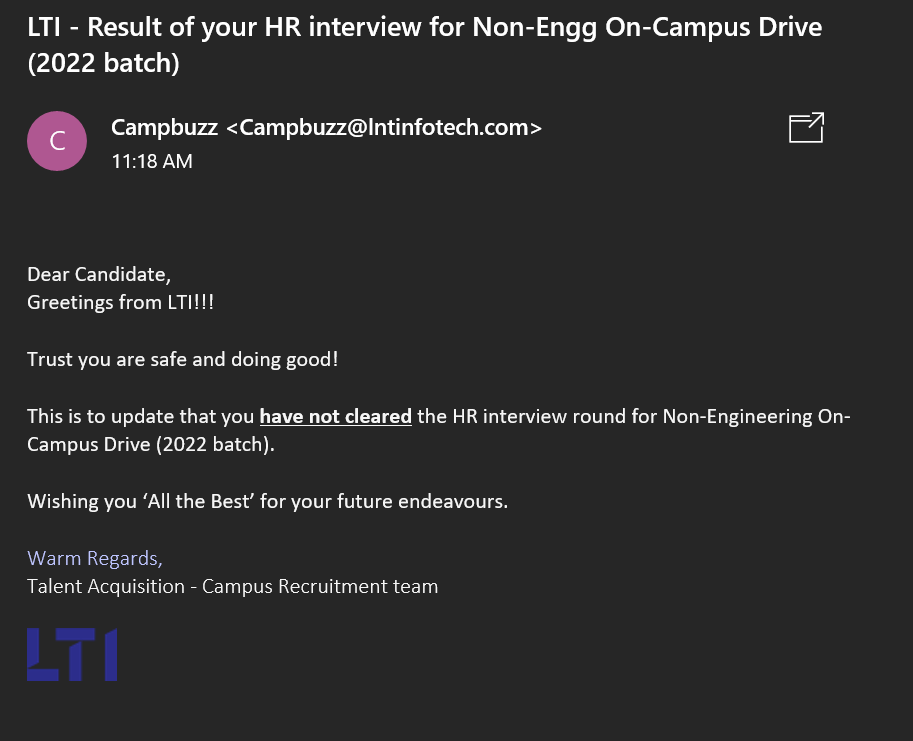 LTI - Result of your HR interview for Non-Engg On-Campus Drive
(2022 batch)
C
Campbuzz <Campbuzz@lntinfotech.com>
11:18 AM
Dear Candidate,
Greetings from LTI!!!
Trust you are safe and doing good!
This is to update that you have not cleared the HR interview round for Non-Engineering On-
Campus Drive (2022 batch).
Wishing you ‘All the Best’ for your future endeavours.
Warm Regards,
Talent Acquisition - Campus Recruitment team
LTI